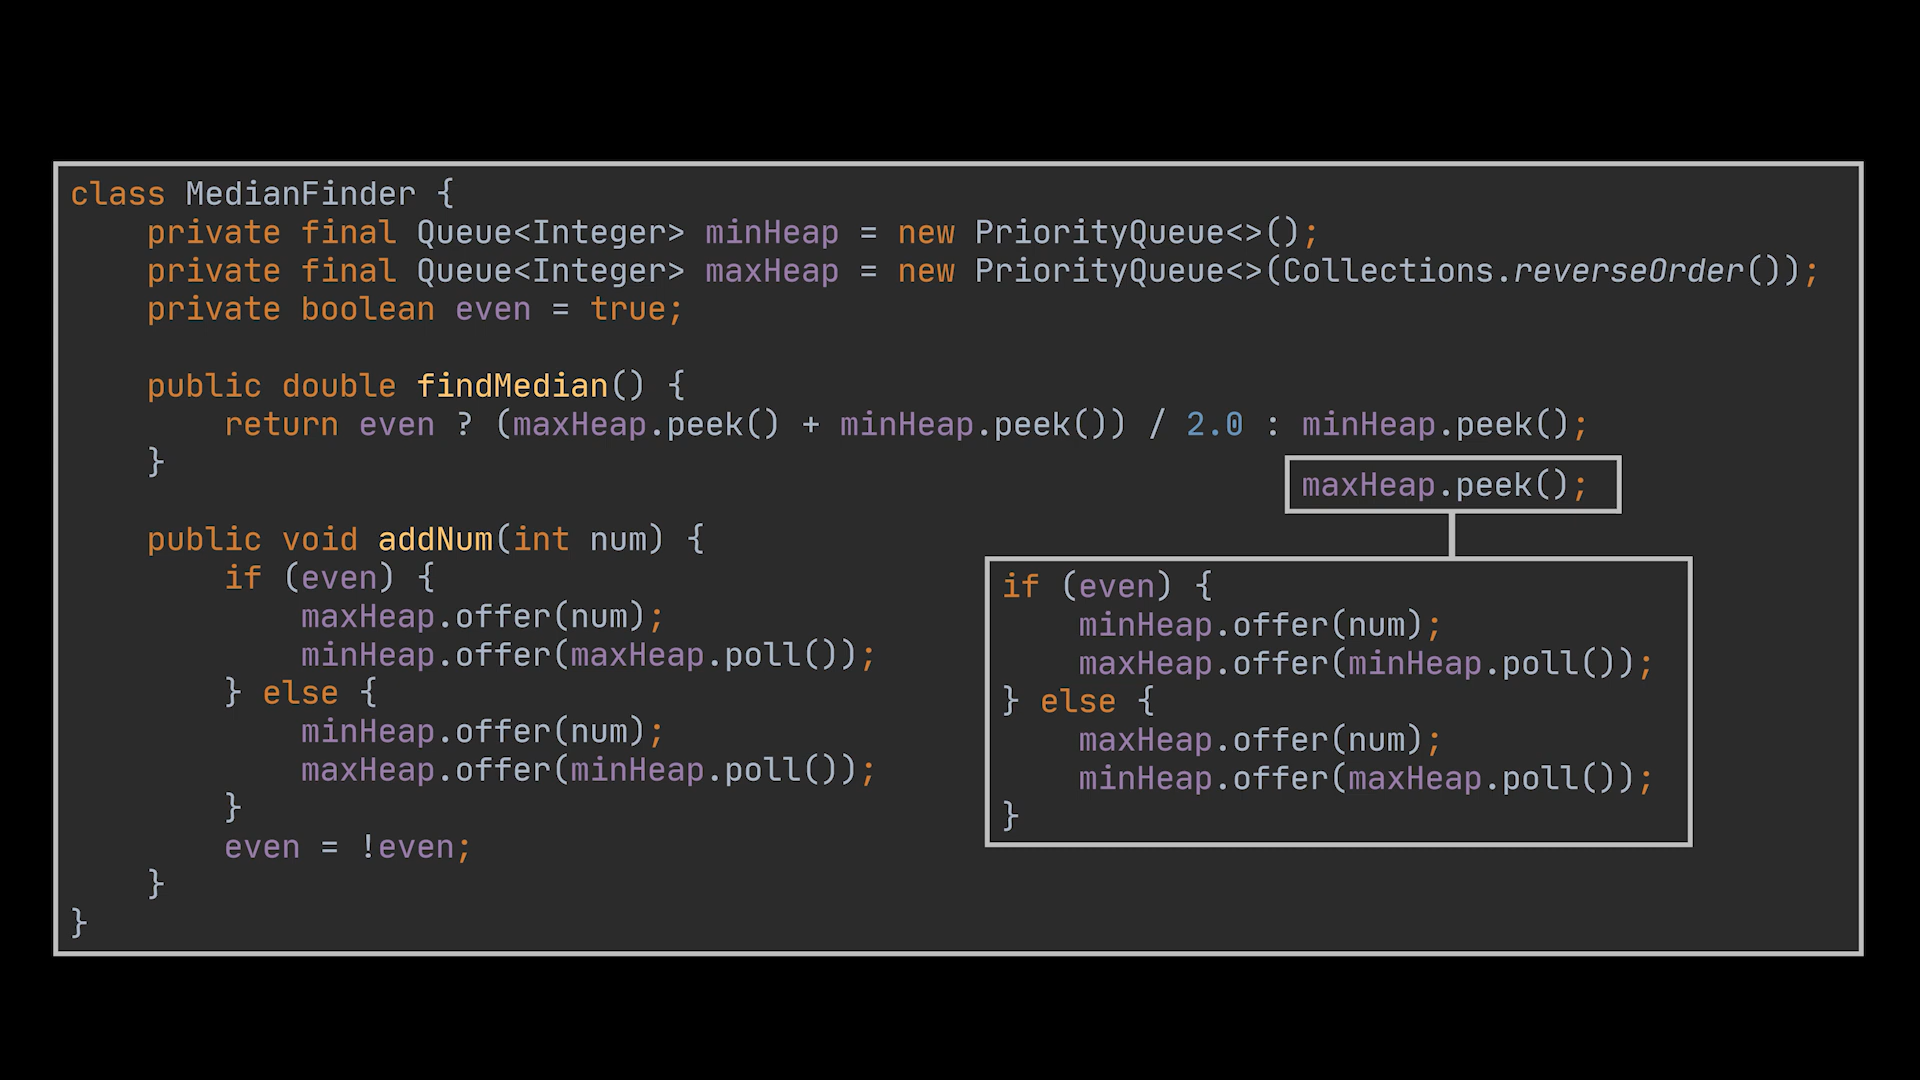 class MedianFinder {
    private final Queue<Integer> minHeap = new PriorityQueue<>();
    private final Queue<Integer> maxHeap = new PriorityQueue<>(Collections.reverseOrder());
    private boolean even = true;

    public double findMedian() {
        return even ? (maxHeap.peek() + minHeap.peek()) / 2.0 : minHeap.peek();
    }

    public void addNum(int num) {
        if (even) {
            maxHeap.offer(num);
            minHeap.offer(maxHeap.poll());
        } else {
            minHeap.offer(num);
            maxHeap.offer(minHeap.poll());
        }
        even = !even;
    }
}
maxHeap.peek();
if (even) {
    minHeap.offer(num);
    maxHeap.offer(minHeap.poll());
} else {
    maxHeap.offer(num);
    minHeap.offer(maxHeap.poll());
}